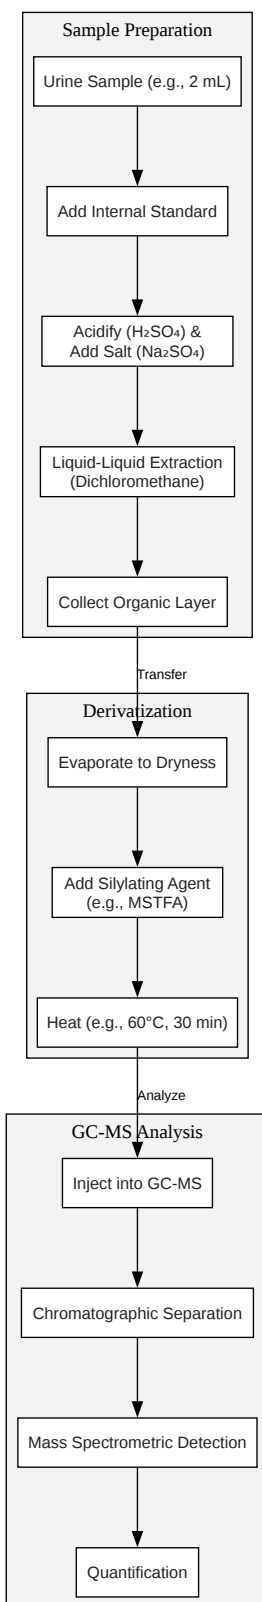 Sample Preparation
Urine Sample (e.g., 2 mL)
Add Internal Standard
Acidify (H₂SO₄) &
Add Salt (Na₂SO₄)
Liquid-Liquid Extraction
(Dichloromethane)
Collect Organic Layer
Transfer
Derivatization
Evaporate to Dryness
Add Silylating Agent
(e.g., MSTFA)
Heat (e.g., 60°C, 30 min)
Analyze
GC-MS Analysis
Inject into GC-MS
Chromatographic Separation
Mass Spectrometric Detection
Quantification